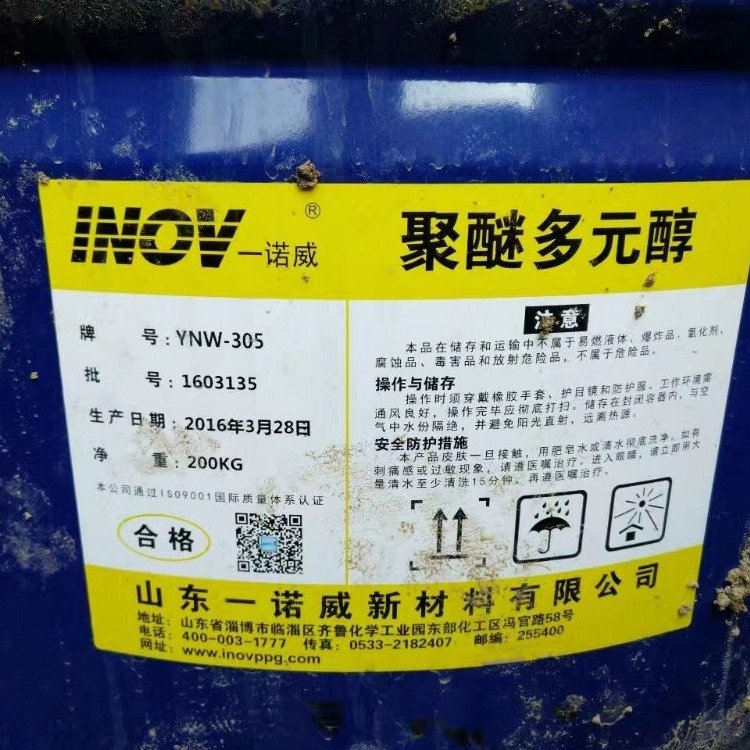 INOV一诺威 ®
聚醚多元醇
牌号:YNW-305
批号:1603135
生产日期:2016年3月28日
净重:200KG
本公司通过ISO9001国际质量体系认证
合格
注意
本品在储存和运输中不属于易燃液体、爆炸品、氧化剂、
腐蚀品、毒害品和放射危险品，不属于危险品。
操作与储存
操作时须穿戴橡胶手套、护目镜和防护服。工作环境需
通风良好，操作完毕应彻底打扫。储存在封闭容器内，与空
气中水份隔绝，并避免阳光直射，远离热源。
安全防护措施
本产品皮肤一旦接触，用肥皂水或清水彻底洗净。如有
刺痛感或过敏现象，请遵医嘱治疗。进入眼睛，请立即用大
量清水至少清洗15分钟，再遵医嘱治疗。
山东一诺威新材料有限公司
地址：山东省淄博市临淄区齐鲁化学工业园东部化工区冯官路58号
电话：400-003-1777 传真：0533-2182407 邮编：255400
网址：www.inovppg.com